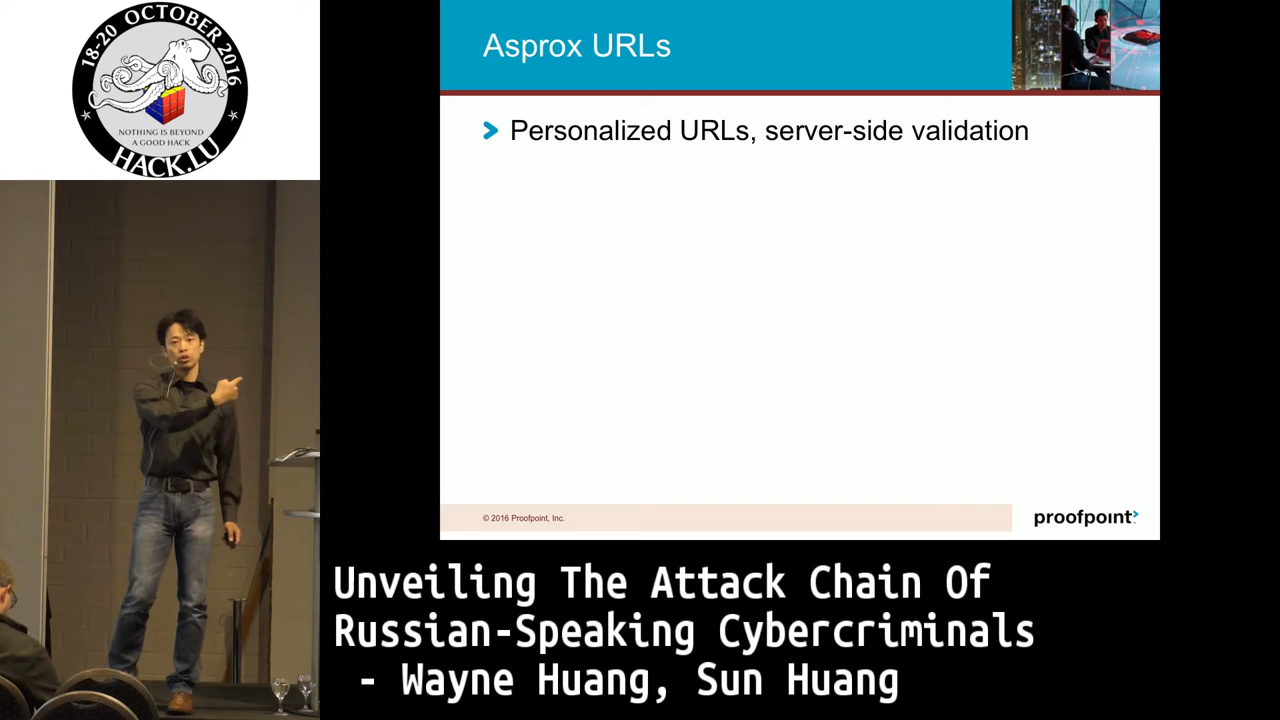 18-20 OCTOBER 2016
NOTHING IS BEYOND
A GOOD HACK
HACK.LU
Asprox URLs
Personalized URLs, server-side validation
© 2016 Proofpoint, Inc.
proofpoint
Unveiling The Attack Chain Of
Russian-Speaking Cybercriminals
- Wayne Huang, Sun Huang